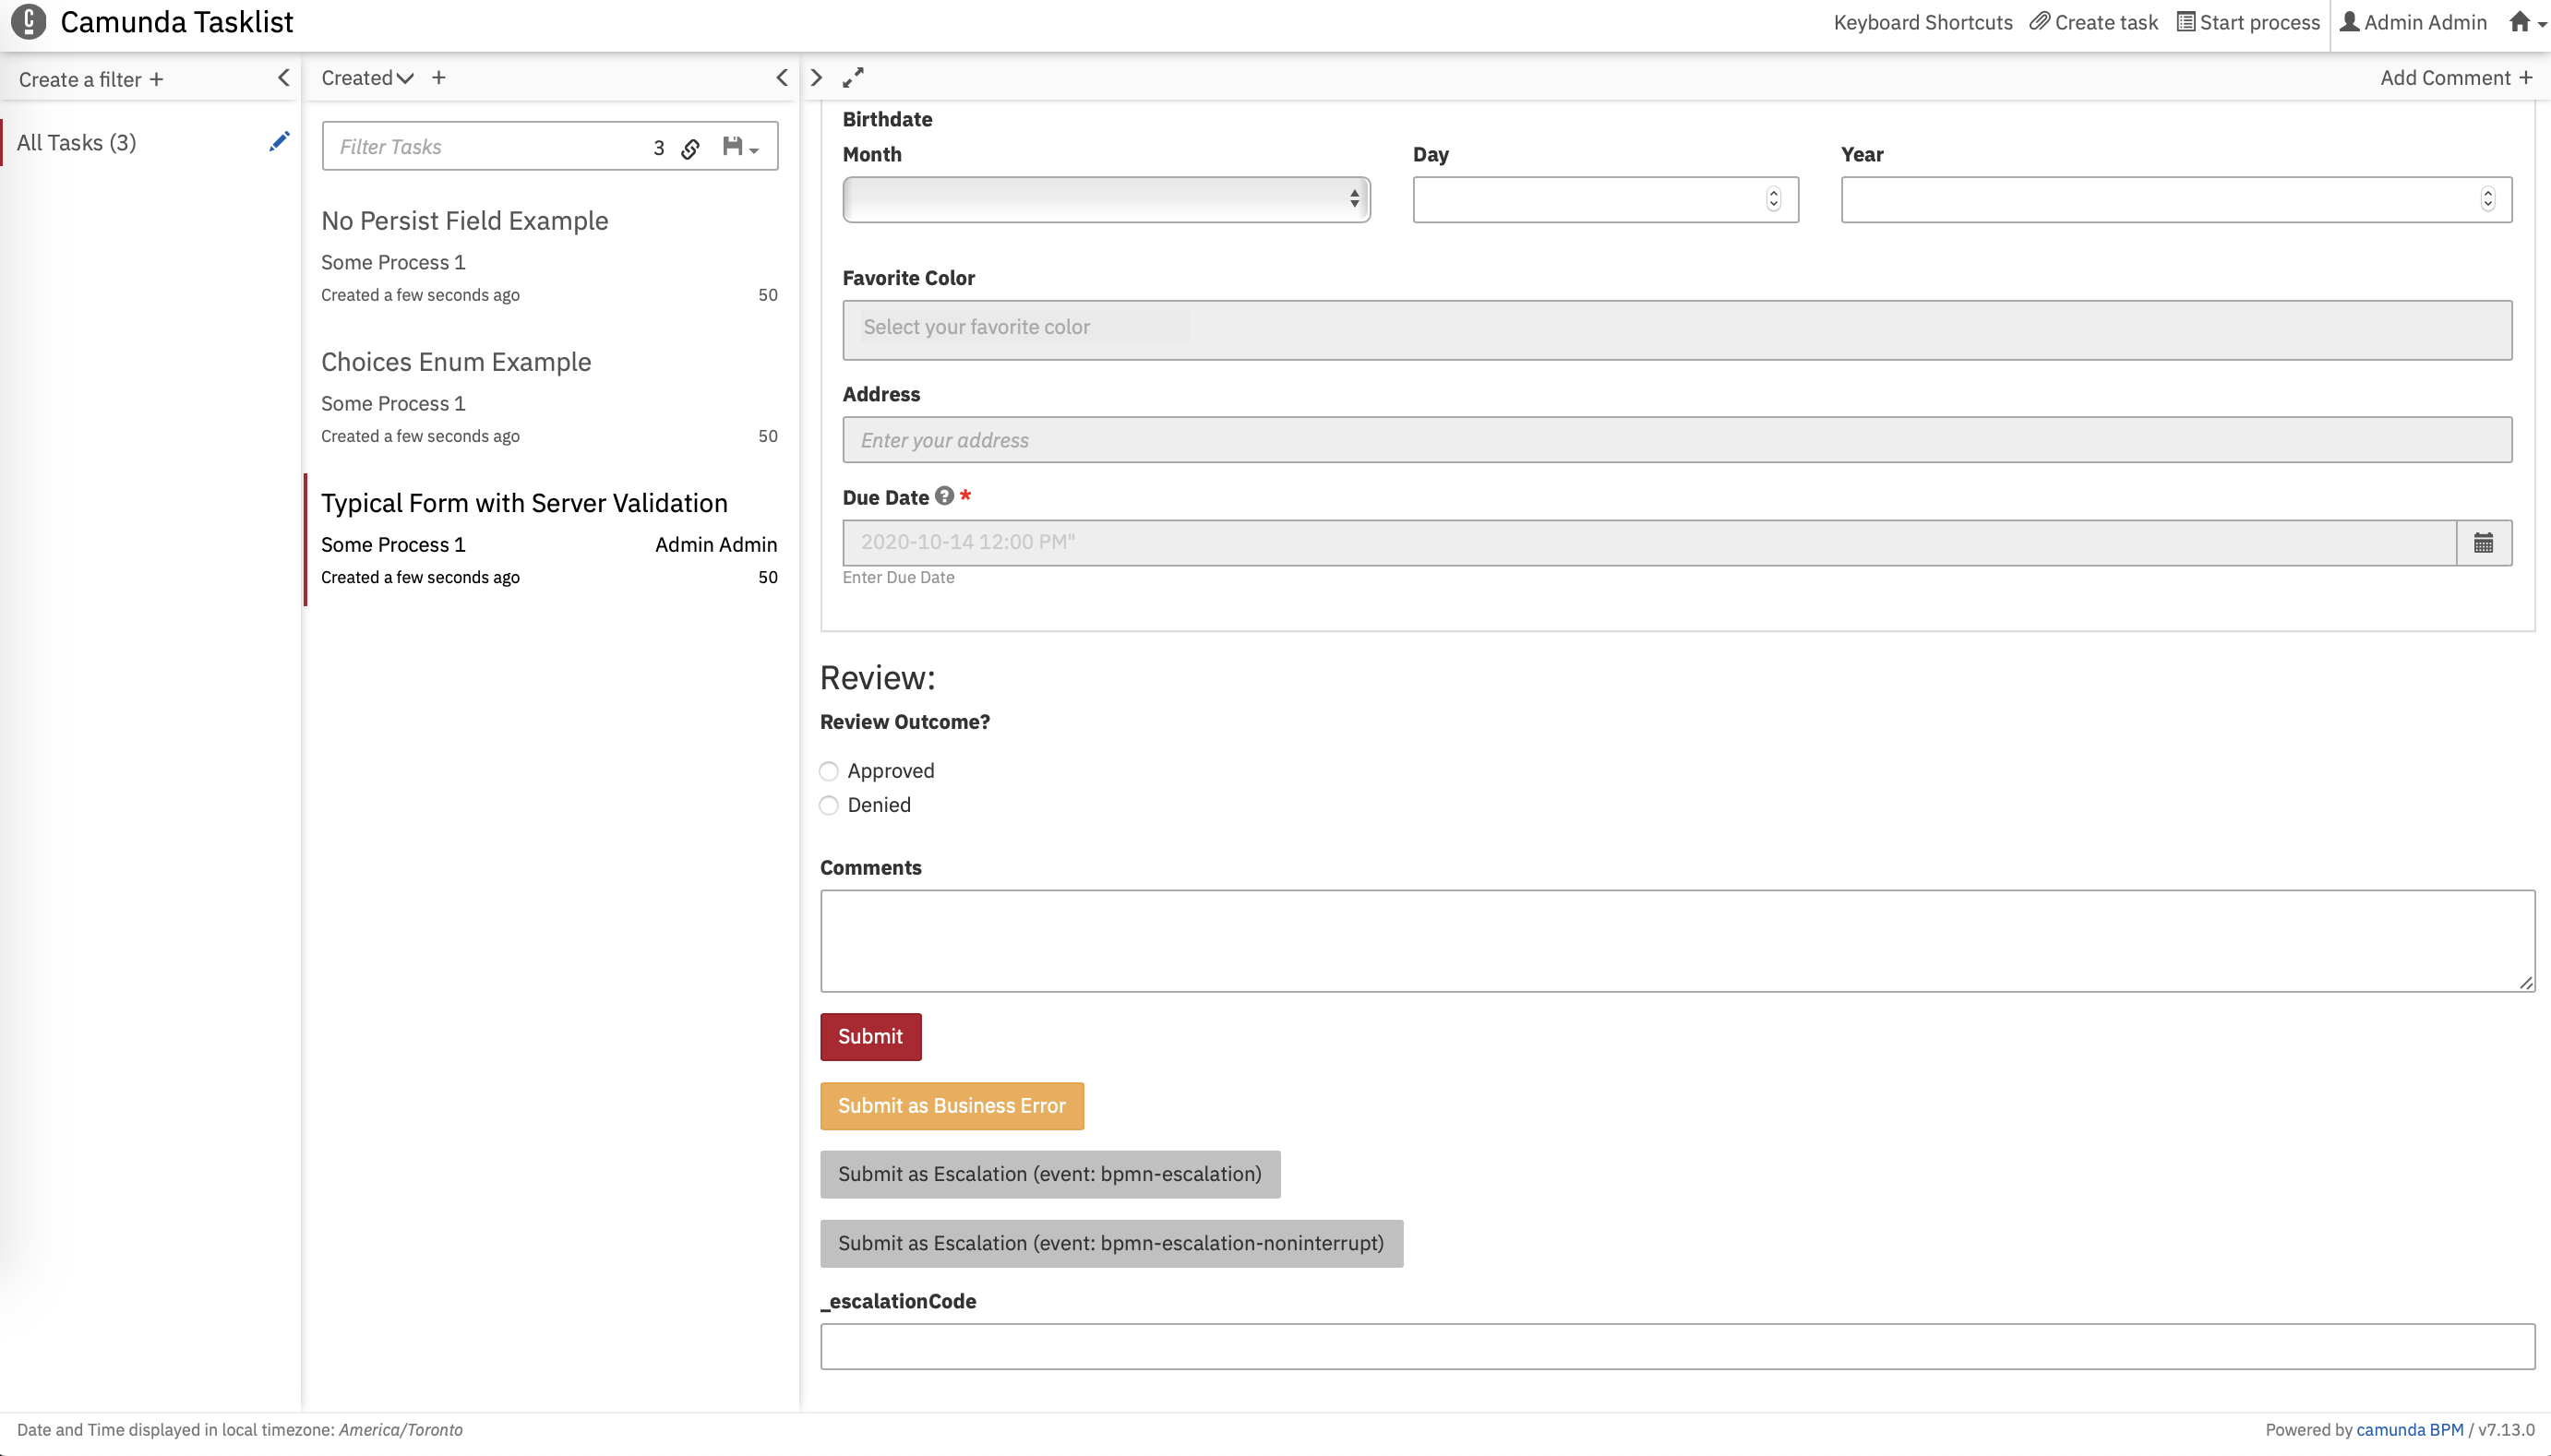 Camunda Tasklist
Keyboard Shortcuts
Create task
Start process
Admin Admin
Create a filter +
Created +
Add Comment +
All Tasks (3)
Filter Tasks
3
No Persist Field Example
Some Process 1
Created a few seconds ago 50
Choices Enum Example
Some Process 1
Created a few seconds ago 50
Typical Form with Server Validation
Some Process 1 Admin Admin
Created a few seconds ago 50
Birthdate
Month Day Year
Favorite Color
Select your favorite color
Address
Enter your address
Due Date *
2020-10-14 12:00 PM"
Enter Due Date
Review:
Review Outcome?
Approved
Denied
Comments
Submit
Submit as Business Error
Submit as Escalation (event: bpmn-escalation)
Submit as Escalation (event: bpmn-escalation-noninterrupt)
_escalationCode
Date and Time displayed in local timezone: America/Toronto
Powered by camunda BPM / v7.13.0